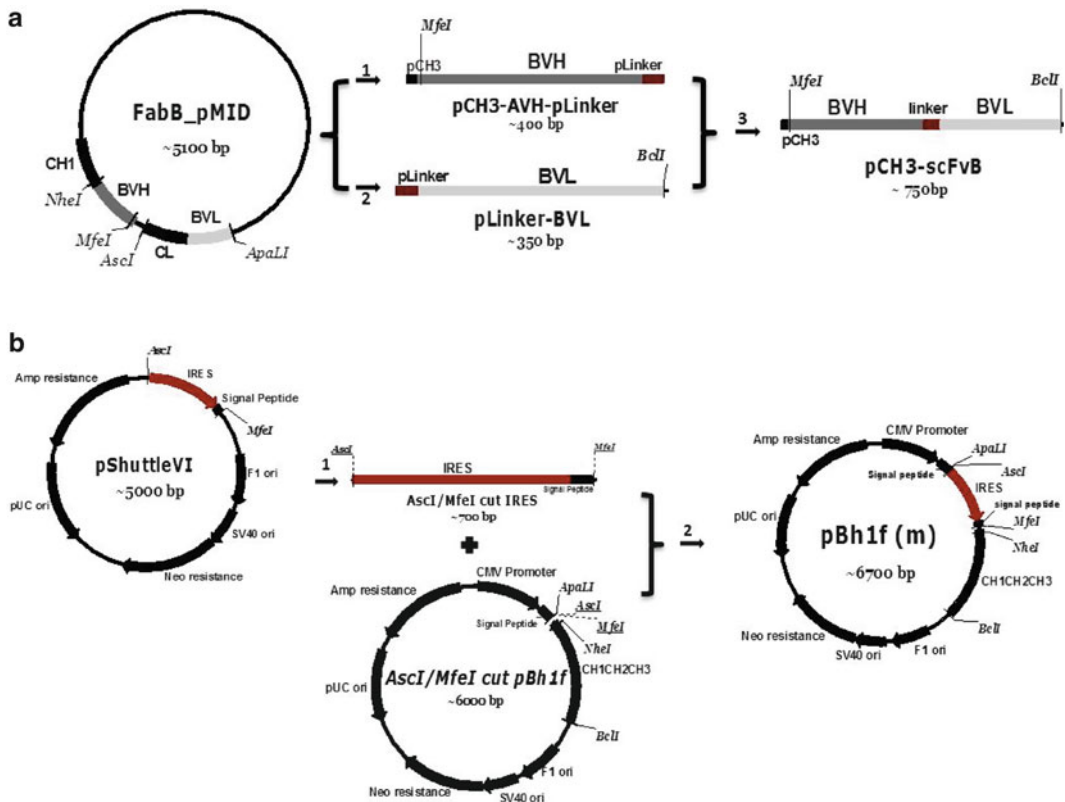 a
FabB_pMID
~5100 bp
CH1
NheI
BVH
MfeI
AscI
CL
BVL
ApaLI
1
2
MfeI
pCH3
BVH
pLinker
pCH3-AVH-pLinker
~400 bp
pLinker
BVL
BclI
pLinker-BVL
~350 bp
3
MfeI
BVH
linker
BVL
BclI
pCH3
pCH3-scFvB
~ 750bp
b
AscI
Amp resistance
IRES
Signal Peptide
MfeI
pShuttleVI
~5000 bp
F1 ori
pUC ori
SV40 ori
Neo resistance
1
AscI
MfeI
IRES
Signal Peptide
AscI/MfeI cut IRES
~700 bp
CMV Promoter
Amp resistance
ApaLI
AscI
Signal Peptide
MfeI
NheI
CH1CH2CH3
pUC ori
AscI/MfeI cut pBh1f
~6000 bp
BclI
Neo resistance
F1 ori
SV40 ori
2
CMV Promoter
Amp resistance
ApaLI
AscI
Signal peptide
IRES
signal peptide
MfeI
pUC ori
NheI
pBh1f (m)
~6700 bp
CH1CH2CH3
BclI
Neo resistance
F1 ori
SV40 ori